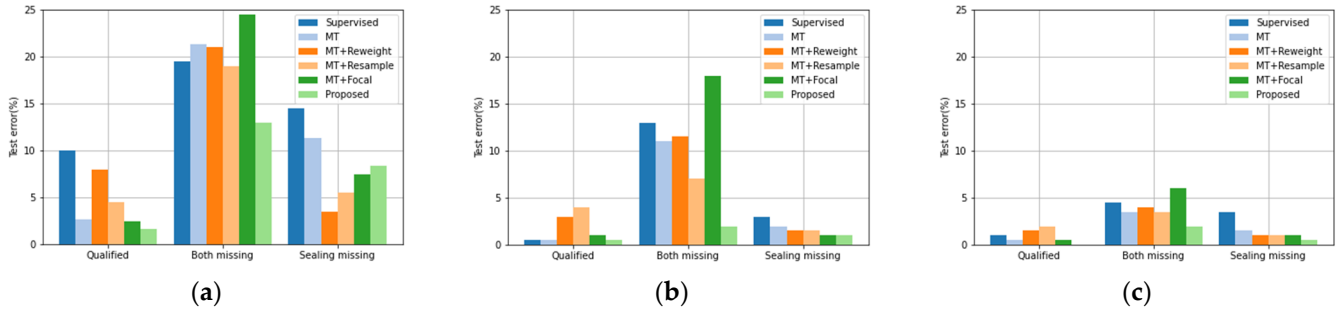 25
20
15
10
5
0
Test error(%)
Qualified
Both missing
Sealing missing
Supervised
MT
MT+Reweight
MT+Resample
MT+Focal
Proposed
(a)
25
20
15
10
5
0
Test error(%)
Qualified
Both missing
Sealing missing
Supervised
MT
MT+Reweight
MT+Resample
MT+Focal
Proposed
(b)
25
20
15
10
5
0
Test error(%)
Qualified
Both missing
Sealing missing
Supervised
MT
MT+Reweight
MT+Resample
MT+Focal
Proposed
(c)